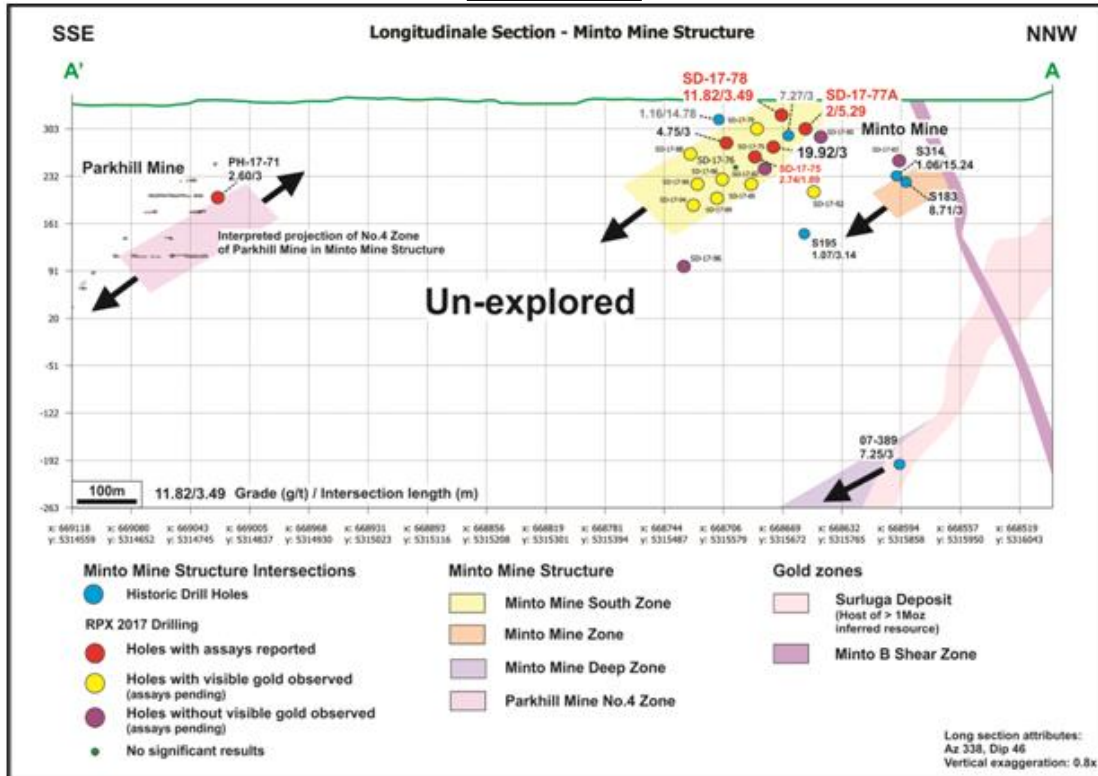 SSE
Longitudinale Section - Minto Mine Structure
NNW
A'
A
SD-17-78
11.82/3.49
7.27/3
SD-17-77A
2/5.29
1.16/14.78
4.75/3
19.92/3
Minto Mine
S314
1.06/15.24
S183
8.71/3
SD-17-76
SD-17-75
2.74/1.89
SD-17-52
S195
1.07/3.14
SD-17-96
Parkhill Mine
PH-17-71
2.60/3
Interpreted projection of No.4 Zone
of Parkhill Mine in Minto Mine Structure
Un-explored
07-389
7.25/3
303
232
161
91
20
-51
-122
-192
-263
100m
11.82/3.49 Grade (g/t) / Intersection length (m)
x: 669118 x: 669080 x: 669043 x: 669005 x: 668968 x: 668931 x: 668893 x: 668856 x: 668819 x: 668781 x: 668744 x: 668706 x: 668669 x: 668632 x: 668594 x: 668557 x: 668519
y: 5314559 y: 5314652 y: 5314745 y: 5314837 y: 5314930 y: 5315023 y: 5315116 y: 5315208 y: 5315301 y: 5315394 y: 5315487 y: 5315579 y: 5315672 y: 5315765 y: 5315858 y: 5315950 y: 5316043
Minto Mine Structure Intersections
Historic Drill Holes
RPX 2017 Drilling
Holes with assays reported
Holes with visible gold observed
(assays pending)
Holes without visible gold observed
(assays pending)
No significant results
Minto Mine Structure
Minto Mine South Zone
Minto Mine Zone
Minto Mine Deep Zone
Parkhill Mine No.4 Zone
Gold zones
Surluga Deposit
(Host of > 1Moz
inferred resource)
Minto B Shear Zone
Long section attributes:
Az 338, Dip 46
Vertical exaggeration: 0.8x